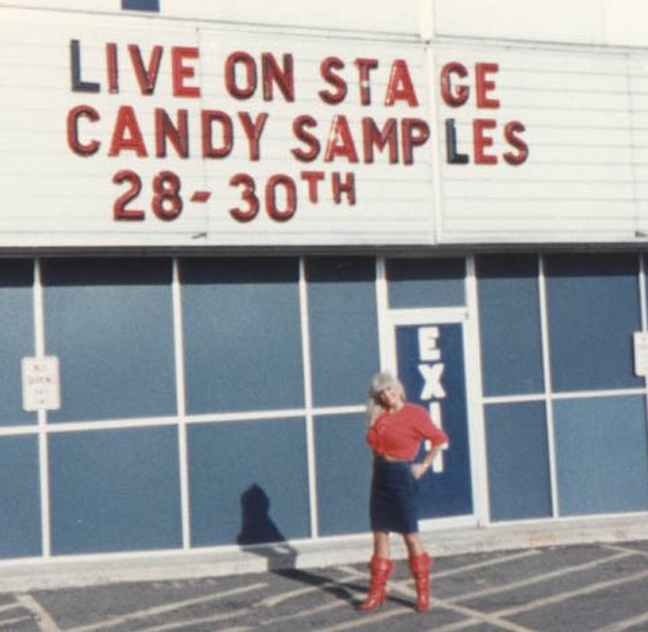 LIVE ON STAGE
CANDY SAMPLES
28-30TH
EXIT